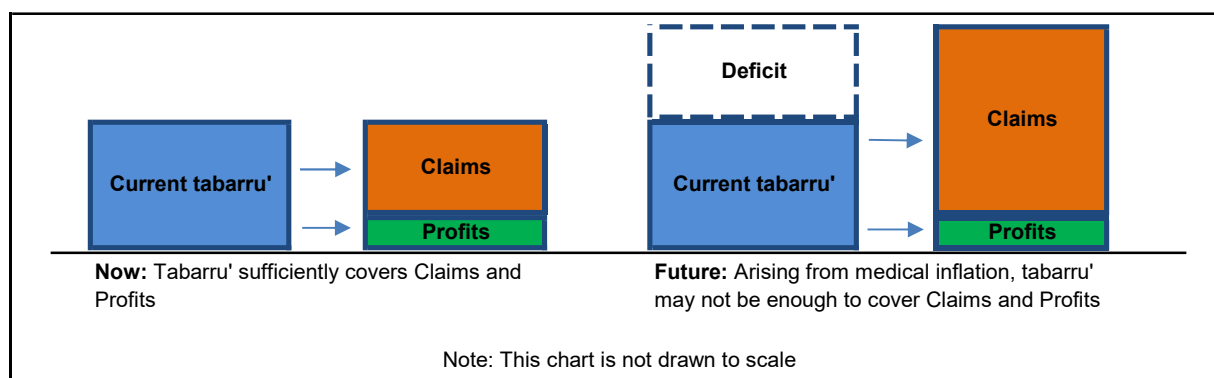 Deficit
Claims
Current tabarru'
Claims
Current tabarru'
Profits
Profits
Now: Tabarru' sufficiently covers Claims and
Profits
Future: Arising from medical inflation, tabarru'
may not be enough to cover Claims and Profits
Note: This chart is not drawn to scale